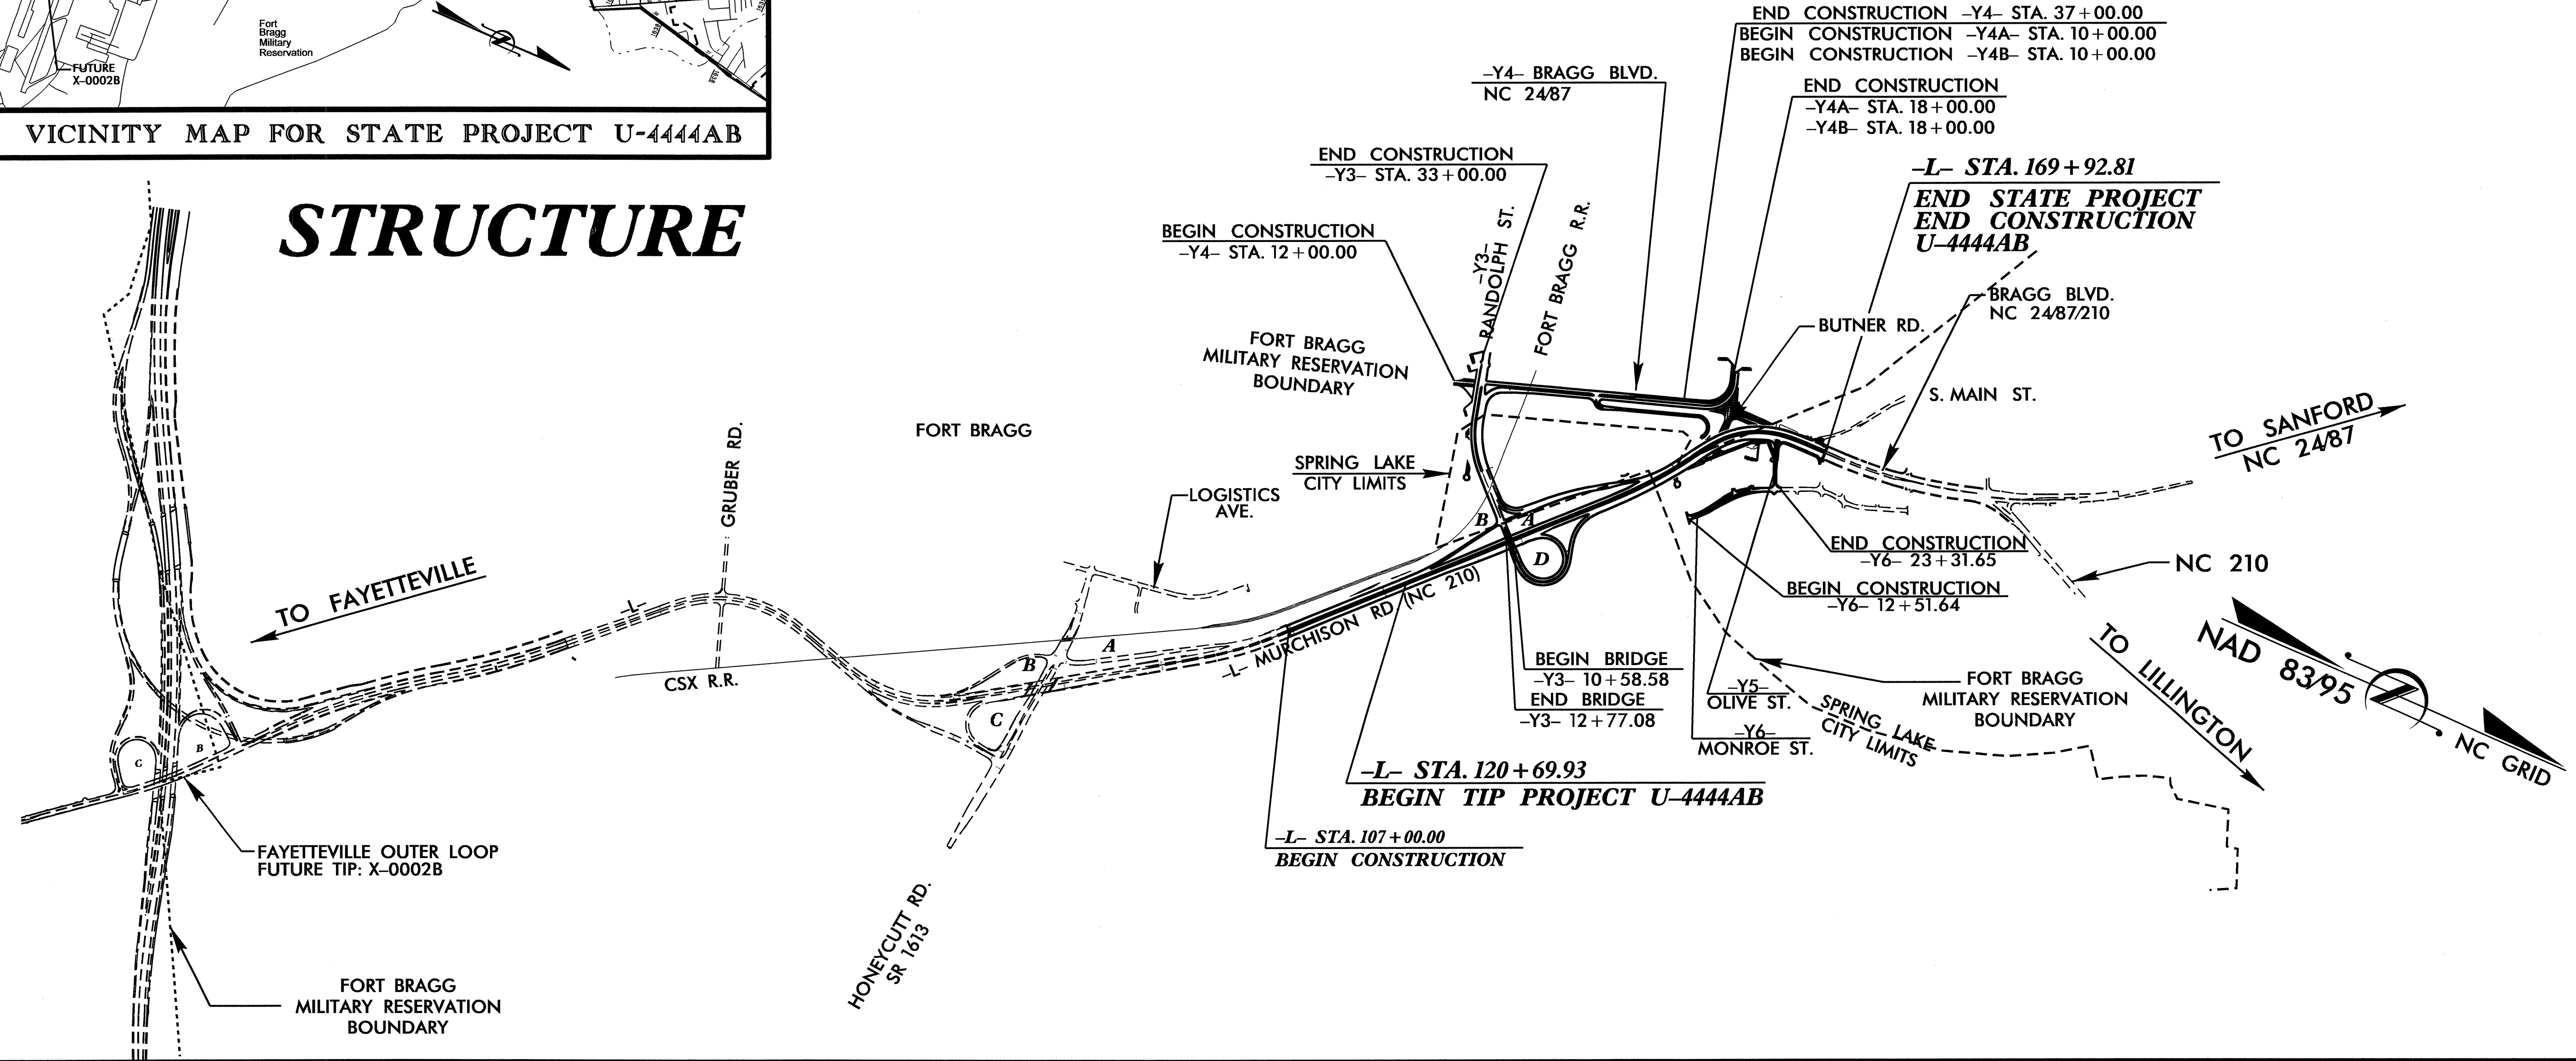 Fort
Bragg
Military
Reservation
FUTURE
X-0002B
1638
VICINITY MAP FOR STATE PROJECT U-4444AB
STRUCTURE
END CONSTRUCTION –Y4– STA. 37+00.00
BEGIN CONSTRUCTION –Y4A– STA. 10+00.00
BEGIN CONSTRUCTION –Y4B– STA. 10+00.00
–Y4– BRAGG BLVD.
NC 24/87
END CONSTRUCTION
–Y4A– STA. 18+00.00
–Y4B– STA. 18+00.00
END CONSTRUCTION
–Y3– STA. 33+00.00
–L– STA. 169+92.81
END STATE PROJECT
END CONSTRUCTION
U–4444AB
BEGIN CONSTRUCTION
–Y4– STA. 12+00.00
–Y3–
RANDOLPH ST.
FORT BRAGG R.R.
BRAGG BLVD.
NC 24/87/210
BUTNER RD.
FORT BRAGG
MILITARY RESERVATION
BOUNDARY
S. MAIN ST.
TO SANFORD
NC 24/87
FORT BRAGG
GRUBER RD.
SPRING LAKE
CITY LIMITS
LOGISTICS
AVE.
B
A
D
END CONSTRUCTION
–Y6– 23+31.65
NC 210
BEGIN CONSTRUCTION
–Y6– 12+51.64
TO FAYETTEVILLE
–L–
A
B
C
–L– MURCHISON RD. (NC 210)
CSX R.R.
BEGIN BRIDGE
–Y3– 10+58.58
END BRIDGE
–Y3– 12+77.08
–Y5–
OLIVE ST.
–Y6–
MONROE ST.
FORT BRAGG
MILITARY RESERVATION
BOUNDARY
SPRING LAKE
CITY LIMITS
TO LILLINGTON
NAD 83/95
NC GRID
B
C
–L– STA. 120+69.93
BEGIN TIP PROJECT U–4444AB
–L– STA. 107+00.00
BEGIN CONSTRUCTION
FAYETTEVILLE OUTER LOOP
FUTURE TIP: X–0002B
HONEYCUTT RD.
SR 1613
FORT BRAGG
MILITARY RESERVATION
BOUNDARY